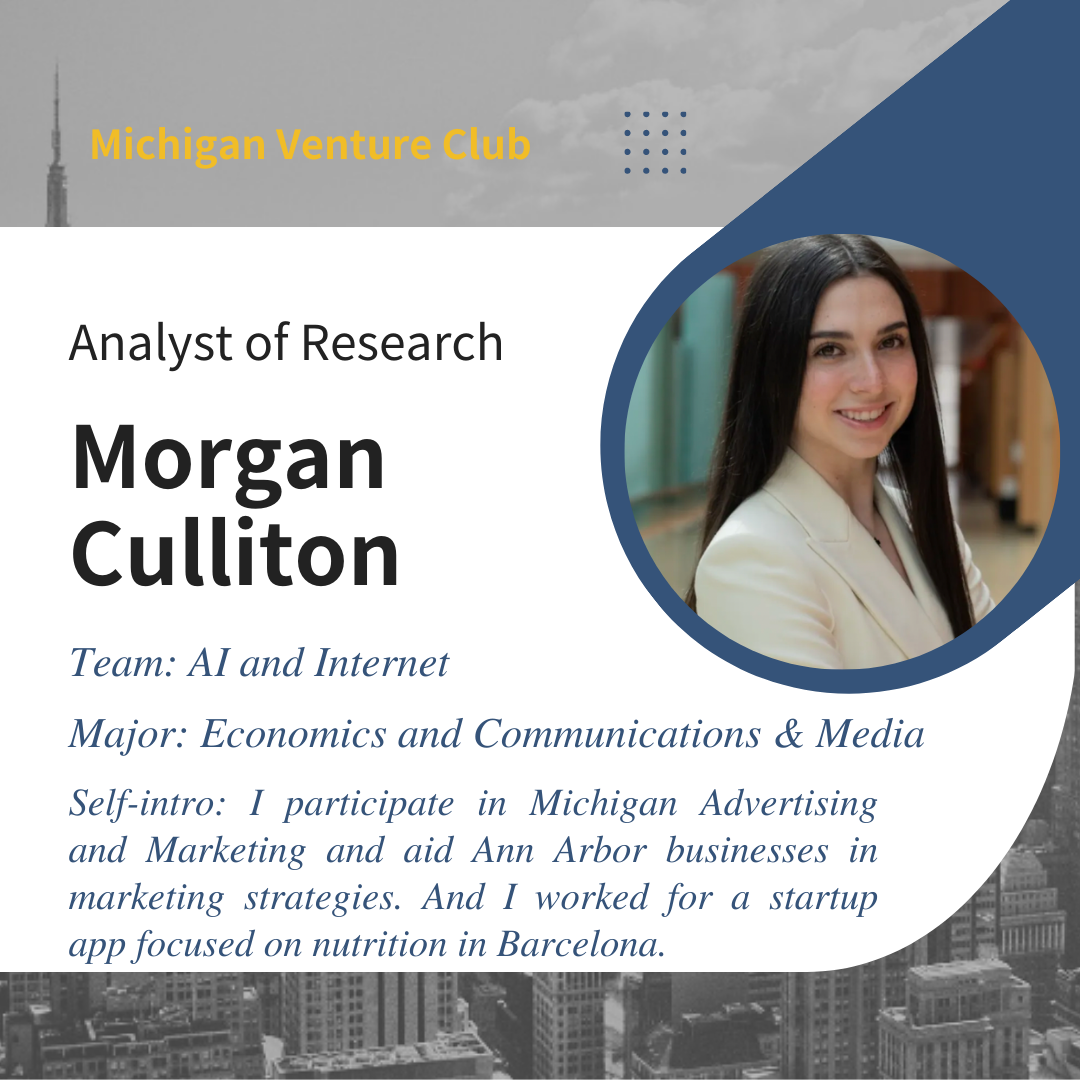 Michigan Venture Club
Analyst of Research
Morgan
Culliton
Team: AI and Internet
Major: Economics and Communications & Media
Self-intro: I participate in Michigan Advertising
and Marketing and aid Ann Arbor businesses in
marketing strategies. And I worked for a startup
app focused on nutrition in Barcelona.